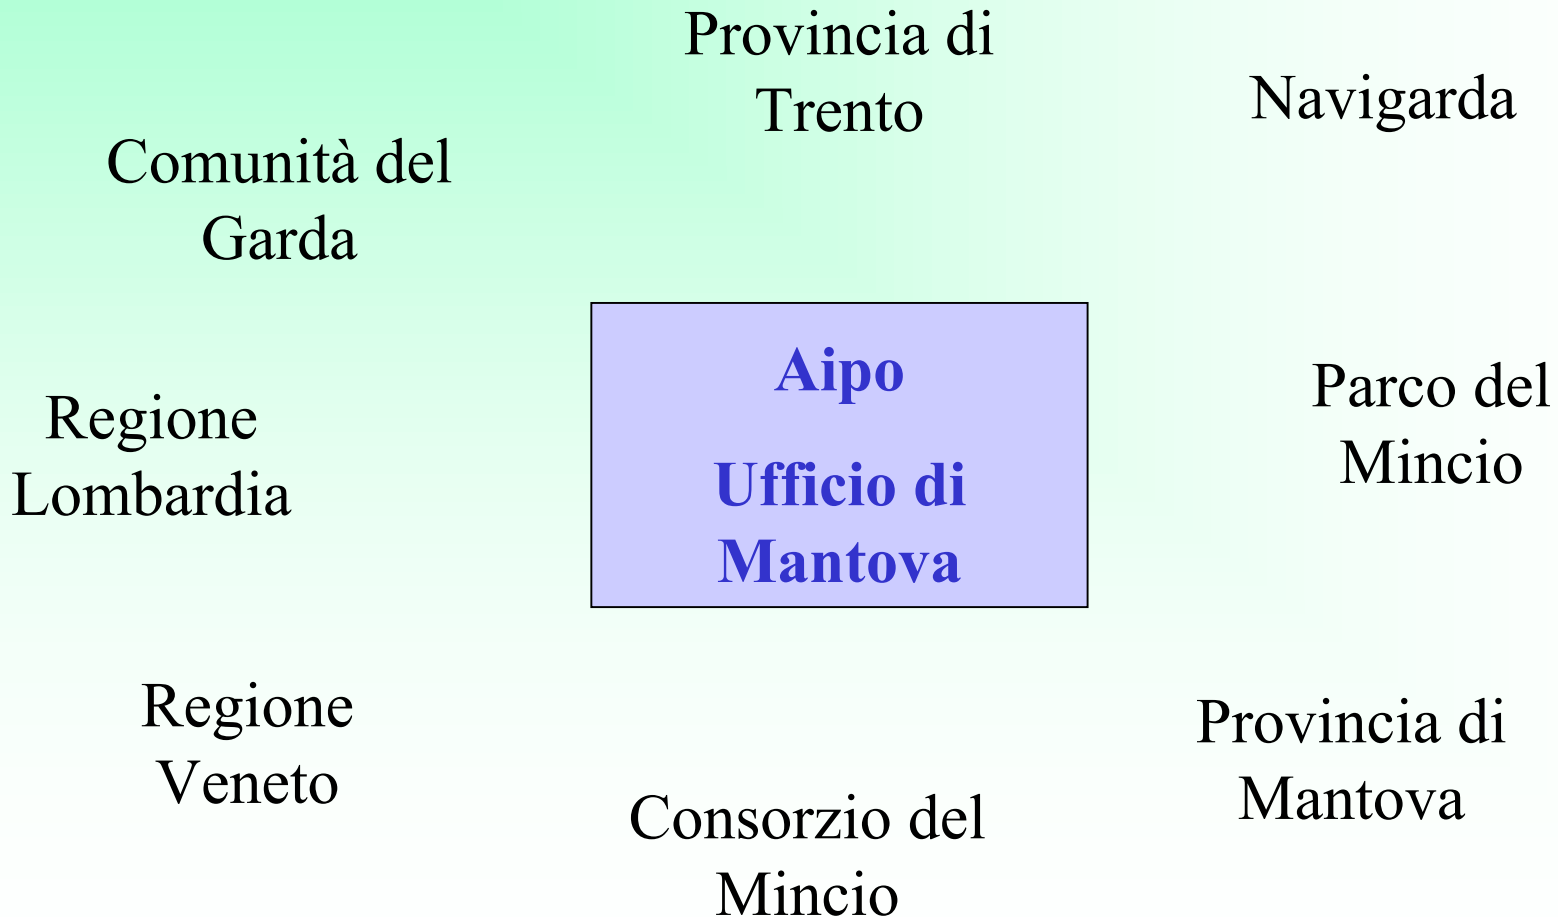 Provincia di
Trento
Navigarda
Comunità del
Garda
Aipo
Ufficio di
Mantova
Parco del
Mincio
Regione
Lombardia
Regione
Veneto
Provincia di
Mantova
Consorzio del
Mincio